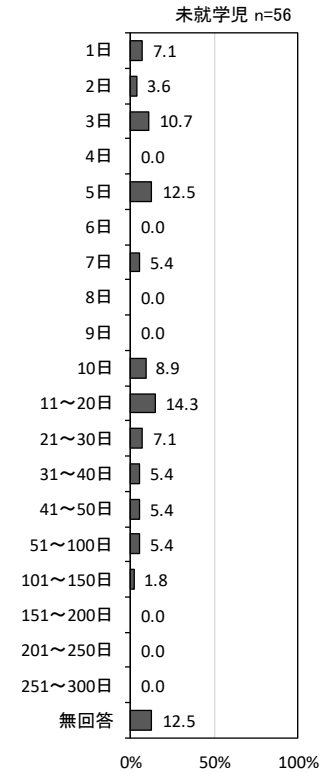 未就学児 n=56
1日 7.1
2日 3.6
3日 10.7
4日 0.0
5日 12.5
6日 0.0
7日 5.4
8日 0.0
9日 0.0
10日 8.9
11～20日 14.3
21～30日 7.1
31～40日 5.4
41～50日 5.4
51～100日 5.4
101～150日 1.8
151～200日 0.0
201～250日 0.0
251～300日 0.0
無回答 12.5
0% 50% 100%